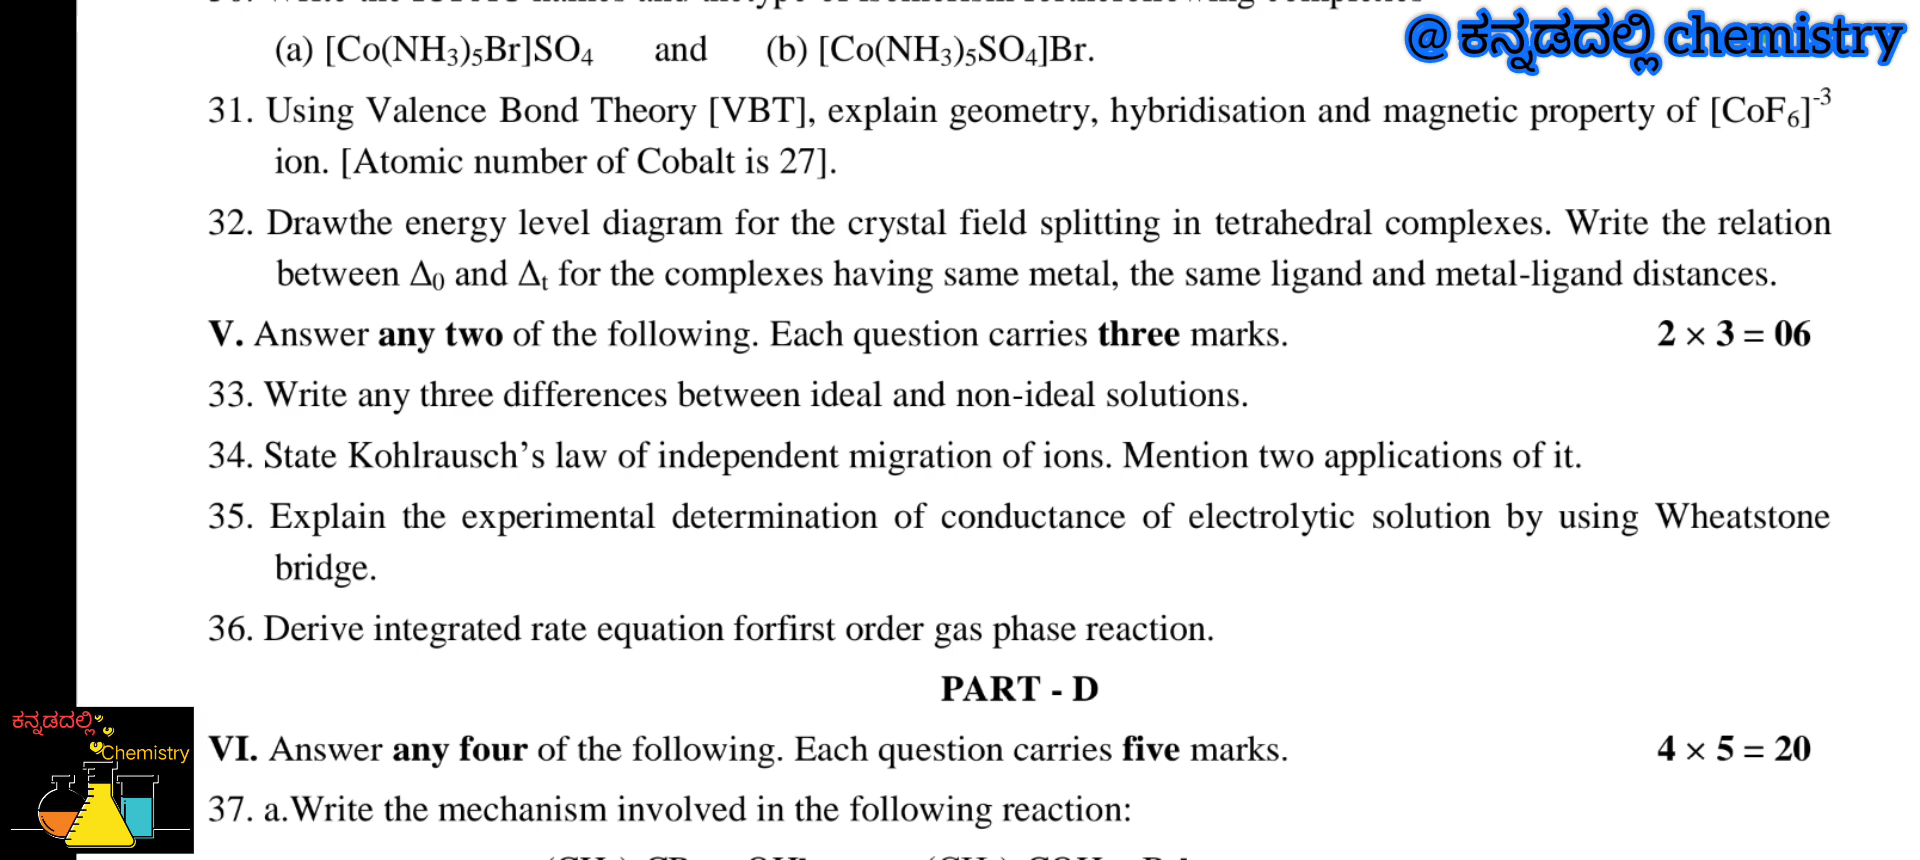 @ ಕನ್ನಡದಲ್ಲಿ chemistry
(a) [Co(NH₃)₅Br]SO₄ and (b) [Co(NH₃)₅SO₄]Br.
31. Using Valence Bond Theory [VBT], explain geometry, hybridisation and magnetic property of [CoF₆]⁻³
ion. [Atomic number of Cobalt is 27].
32. Drawthe energy level diagram for the crystal field splitting in tetrahedral complexes. Write the relation
between Δ₀ and Δₜ for the complexes having same metal, the same ligand and metal-ligand distances.
V. Answer any two of the following. Each question carries three marks. 2 × 3 = 06
33. Write any three differences between ideal and non-ideal solutions.
34. State Kohlrausch’s law of independent migration of ions. Mention two applications of it.
35. Explain the experimental determination of conductance of electrolytic solution by using Wheatstone
bridge.
36. Derive integrated rate equation forfirst order gas phase reaction.
PART - D
ಕನ್ನಡದಲ್ಲಿ
Chemistry
VI. Answer any four of the following. Each question carries five marks. 4 × 5 = 20
37. a.Write the mechanism involved in the following reaction: